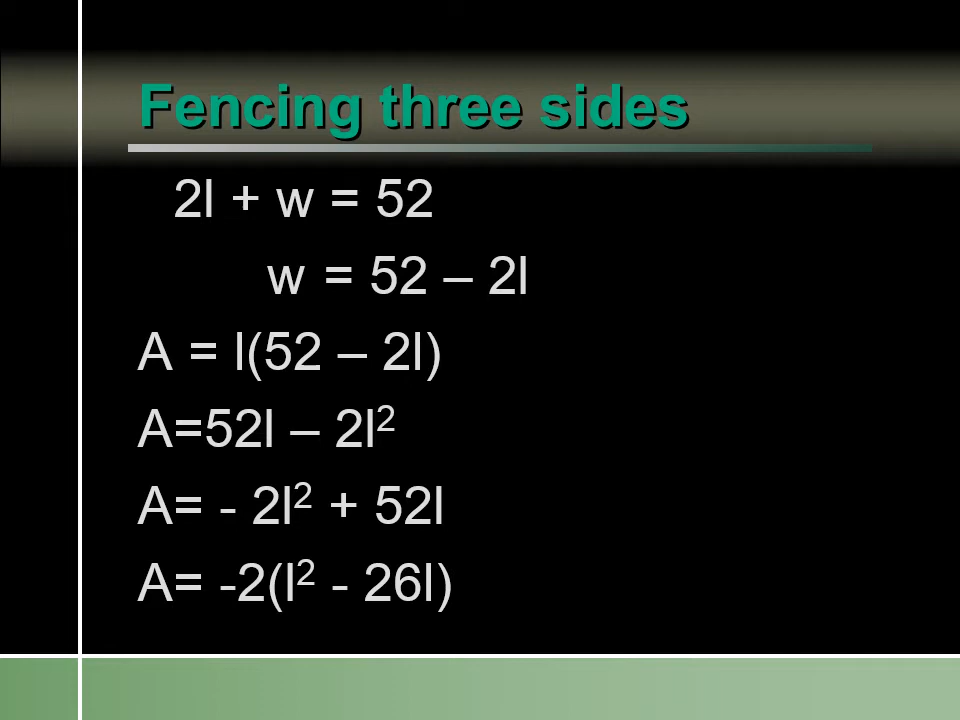 Fencing three sides
2l + w = 52
w = 52 – 2l
A = l(52 – 2l)
A=52l – 2l²
A= - 2l² + 52l
A= -2(l² - 26l)